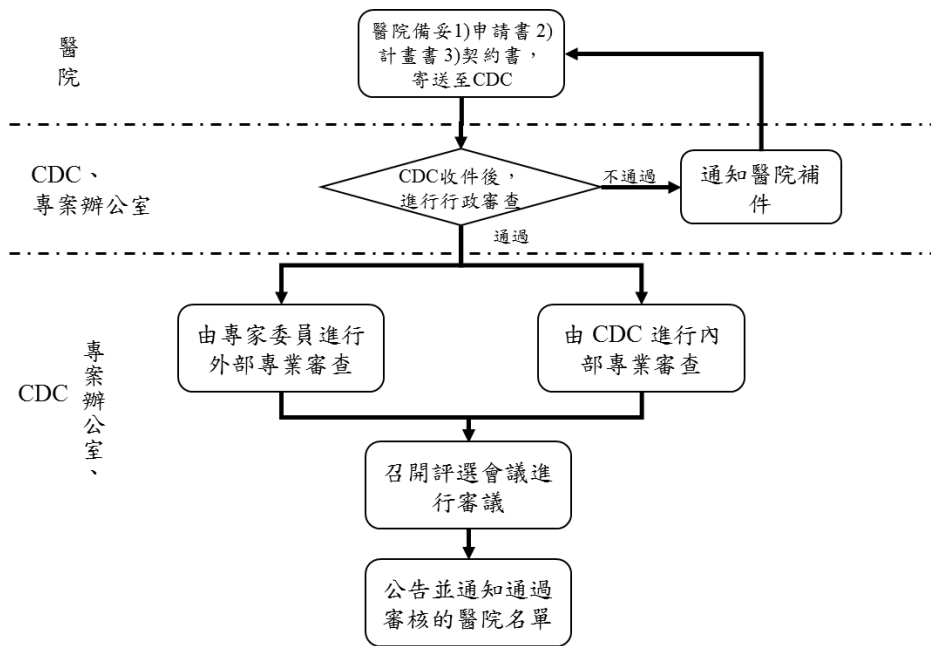 醫院
醫院備妥1)申請書 2)
計畫書 3)契約書，
寄送至CDC
CDC、
專案辦公室
CDC收件後，
進行行政審查
不通過
通知醫院補
件
通過
由專家委員進行
外部專業審查
由 CDC 進行內
部專業審查
專案辦公室、
CDC
召開評選會議進
行審議
公告並通知通過
審核的醫院名單